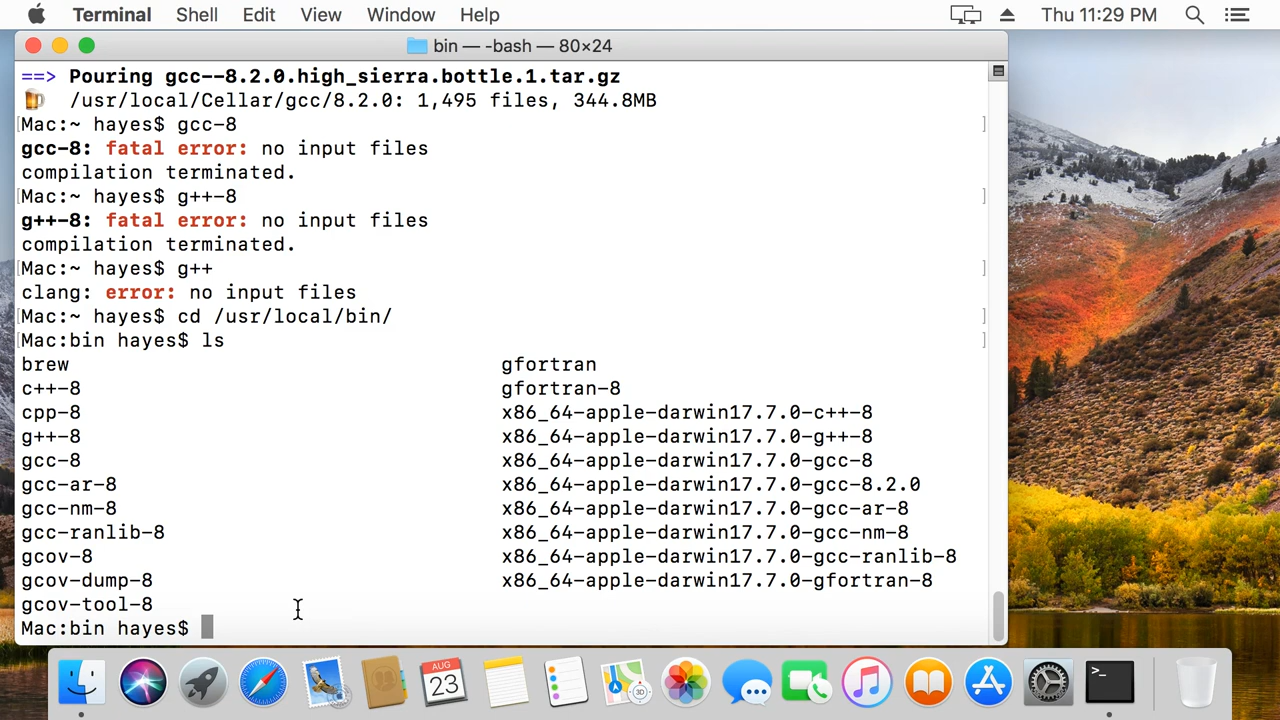 Terminal Shell Edit View Window Help Thu 11:29 PM
bin — -bash — 80×24
==> Pouring gcc--8.2.0.high_sierra.bottle.1.tar.gz
/usr/local/Cellar/gcc/8.2.0: 1,495 files, 344.8MB
[Mac:~ hayes$ gcc-8 ]
gcc-8: fatal error: no input files
compilation terminated.
[Mac:~ hayes$ g++-8 ]
g++-8: fatal error: no input files
compilation terminated.
[Mac:~ hayes$ g++ ]
clang: error: no input files
[Mac:~ hayes$ cd /usr/local/bin/ ]
[Mac:bin hayes$ ls ]
brew gfortran
c++-8 gfortran-8
cpp-8 x86_64-apple-darwin17.7.0-c++-8
g++-8 x86_64-apple-darwin17.7.0-g++-8
gcc-8 x86_64-apple-darwin17.7.0-gcc-8
gcc-ar-8 x86_64-apple-darwin17.7.0-gcc-8.2.0
gcc-nm-8 x86_64-apple-darwin17.7.0-gcc-ar-8
gcc-ranlib-8 x86_64-apple-darwin17.7.0-gcc-nm-8
gcov-8 x86_64-apple-darwin17.7.0-gcc-ranlib-8
gcov-dump-8 x86_64-apple-darwin17.7.0-gfortran-8
gcov-tool-8
Mac:bin hayes$
AUG
23
3D
>_